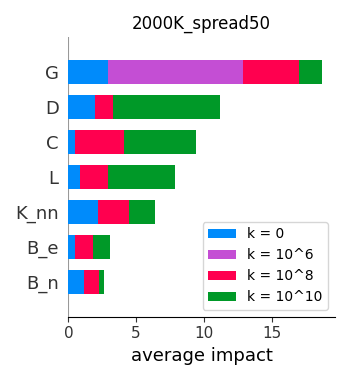 2000K_spread50
G
D
C
L
K_nn
B_e
B_n
k = 0
k = 10^6
k = 10^8
k = 10^10
0 5 10 15
average impact